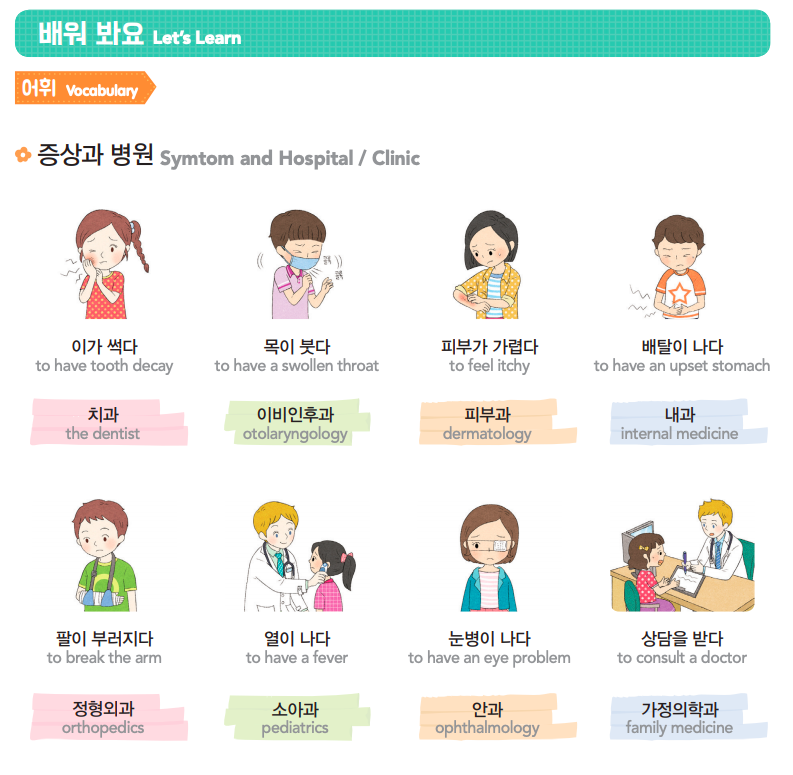 배워 봐요 Let's Learn
어휘 Vocabulary
증상과 병원 Symtom and Hospital / Clinic
이가 썩다
to have tooth decay
목이 붓다
to have a swollen throat
피부가 가렵다
to feel itchy
배탈이 나다
to have an upset stomach
치과
the dentist
이비인후과
otolaryngology
피부과
dermatology
내과
internal medicine
팔이 부러지다
to break the arm
열이 나다
to have a fever
눈병이 나다
to have an eye problem
상담을 받다
to consult a doctor
정형외과
orthopedics
소아과
pediatrics
안과
ophthalmology
가정의학과
family medicine